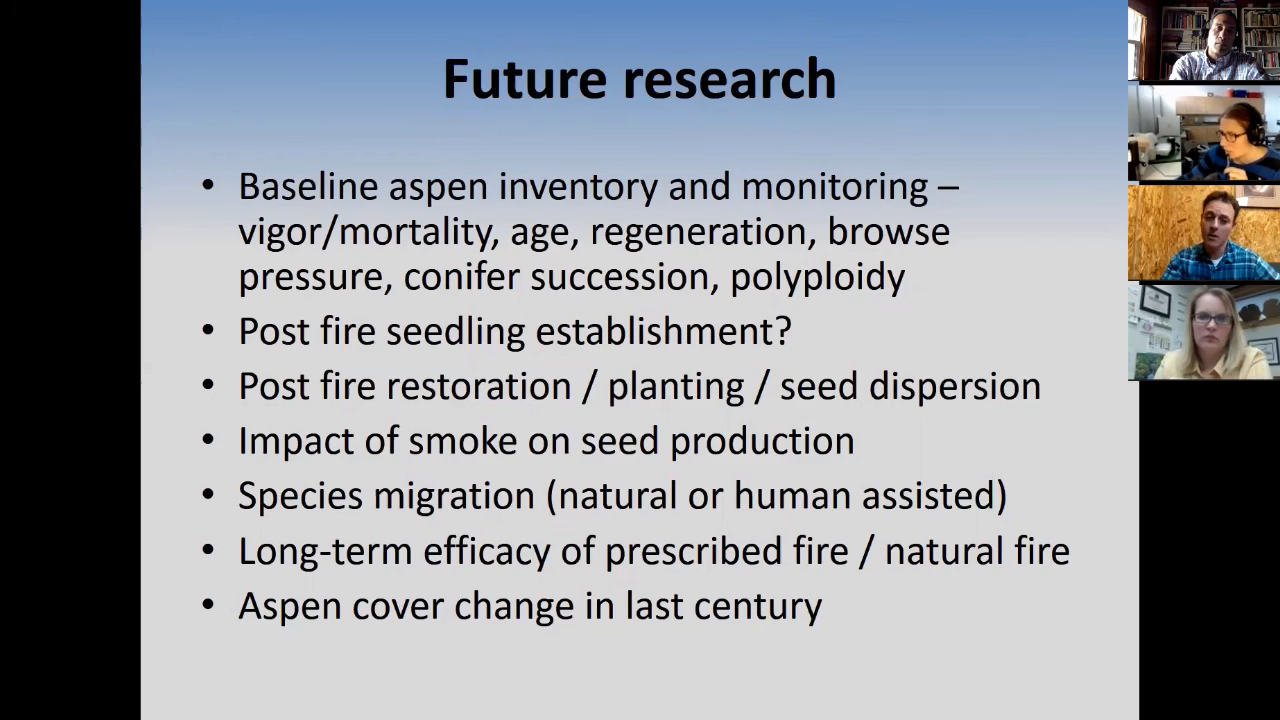 Future research
• Baseline aspen inventory and monitoring –
vigor/mortality, age, regeneration, browse
pressure, conifer succession, polyploidy
• Post fire seedling establishment?
• Post fire restoration / planting / seed dispersion
• Impact of smoke on seed production
• Species migration (natural or human assisted)
• Long-term efficacy of prescribed fire / natural fire
• Aspen cover change in last century